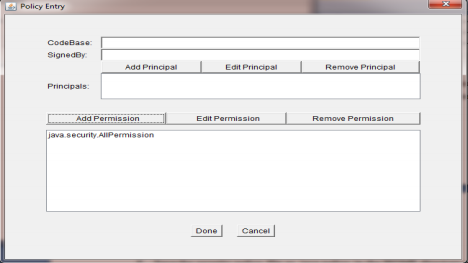 Policy Entry
CodeBase:
SignedBy:
Add Principal Edit Principal Remove Principal
Principals:
Add Permission Edit Permission Remove Permission
java.security.AllPermission
Done Cancel